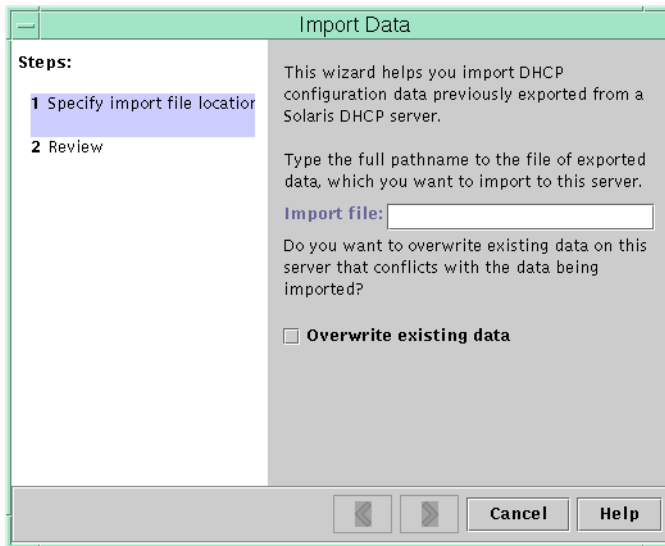 Import Data
Steps:
1 Specify import file location
2 Review
This wizard helps you import DHCP
configuration data previously exported from a
Solaris DHCP server.
Type the full pathname to the file of exported
data, which you want to import to this server.
Import file:
Do you want to overwrite existing data on this
server that conflicts with the data being
imported?
Overwrite existing data
Cancel
Help